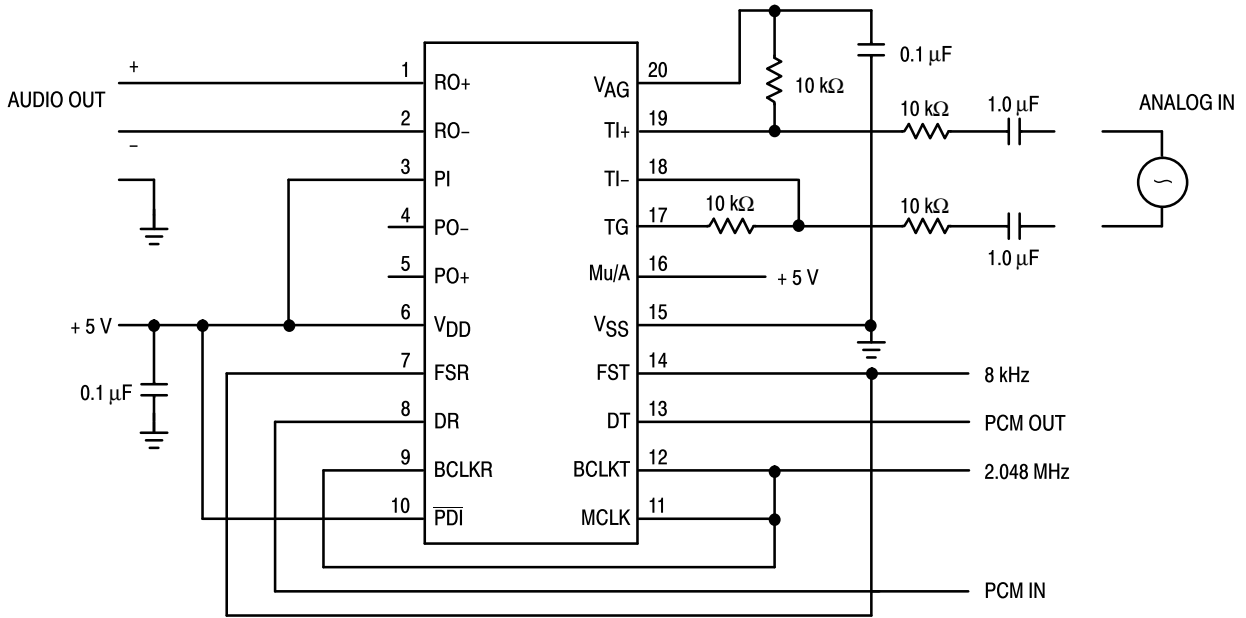 AUDIO OUT
+
−
+ 5 V
0.1 µF
1 RO+
2 RO−
3 PI
4 PO−
5 PO+
6 VDD
7 FSR
8 DR
9 BCLKR
10 PDI
VAG 20
TI+ 19
TI− 18
TG 17
Mu/A 16
VSS 15
FST 14
DT 13
BCLKT 12
MCLK 11
10 kΩ
0.1 µF
10 kΩ
1.0 µF
ANALOG IN
10 kΩ
10 kΩ
1.0 µF
+ 5 V
8 kHz
PCM OUT
2.048 MHz
PCM IN